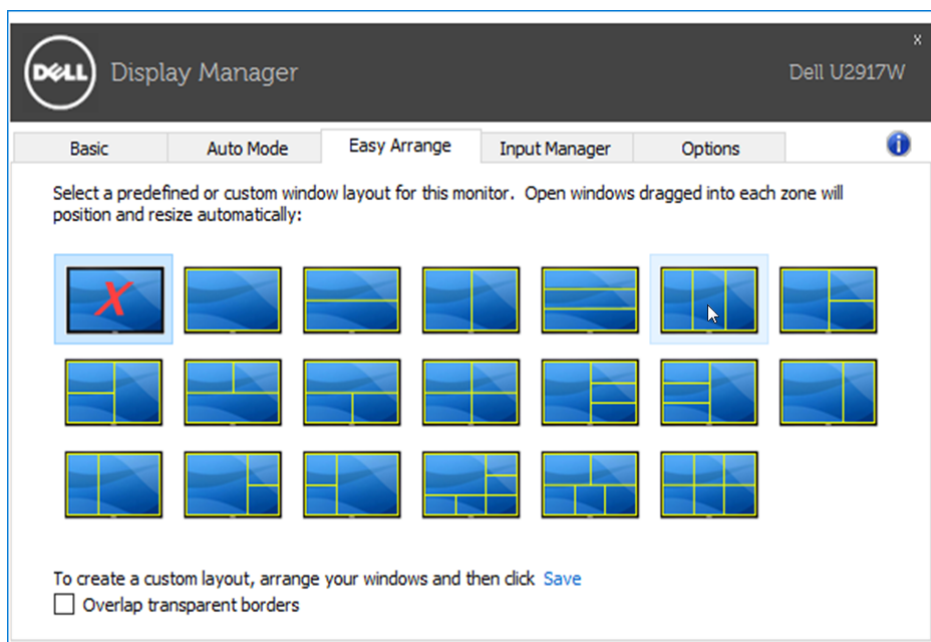 DELL Display Manager
x
Dell U2917W
Basic Auto Mode Easy Arrange Input Manager Options i
Select a predefined or custom window layout for this monitor. Open windows dragged into each zone will
position and resize automatically:
X
To create a custom layout, arrange your windows and then click Save
Overlap transparent borders